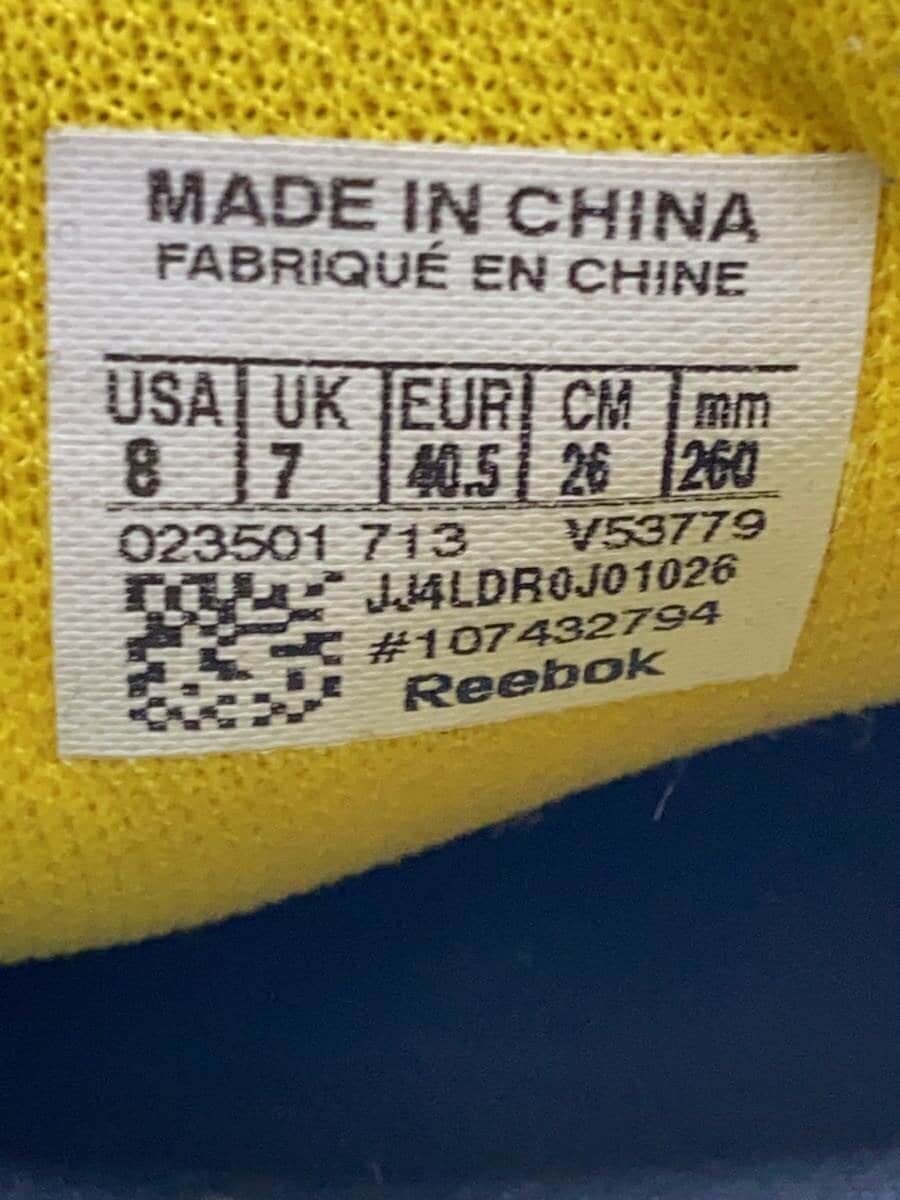 MADE IN CHINA
FABRIQUÉ EN CHINE
USA UK EUR CM mm
8 7 40.5 26 260
023501 713 V53779
JJ4LDR0J01026
#107432794
Reebok